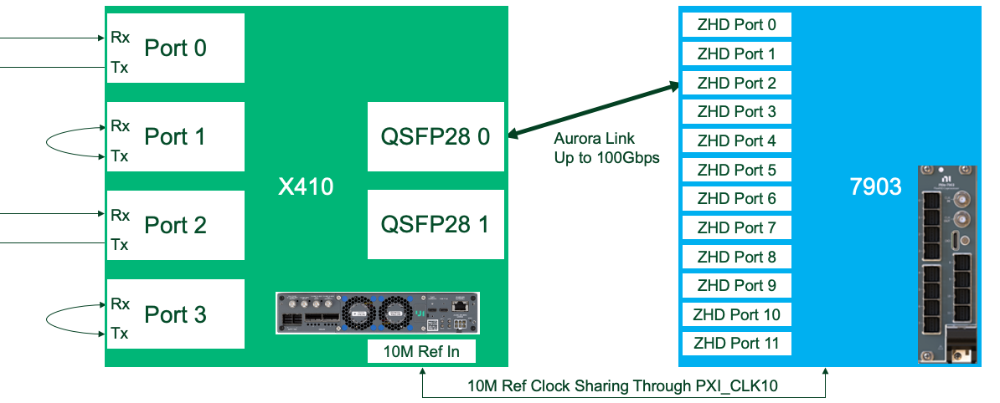 Rx
Port 0
Tx
Rx
Port 1
Tx
Rx
Port 2
Tx
Rx
Port 3
Tx
X410
QSFP28 0
QSFP28 1
10M Ref In
Aurora Link
Up to 100Gbps
ZHD Port 0
ZHD Port 1
ZHD Port 2
ZHD Port 3
ZHD Port 4
ZHD Port 5
ZHD Port 6
ZHD Port 7
ZHD Port 8
ZHD Port 9
ZHD Port 10
ZHD Port 11
7903
10M Ref Clock Sharing Through PXI_CLK10